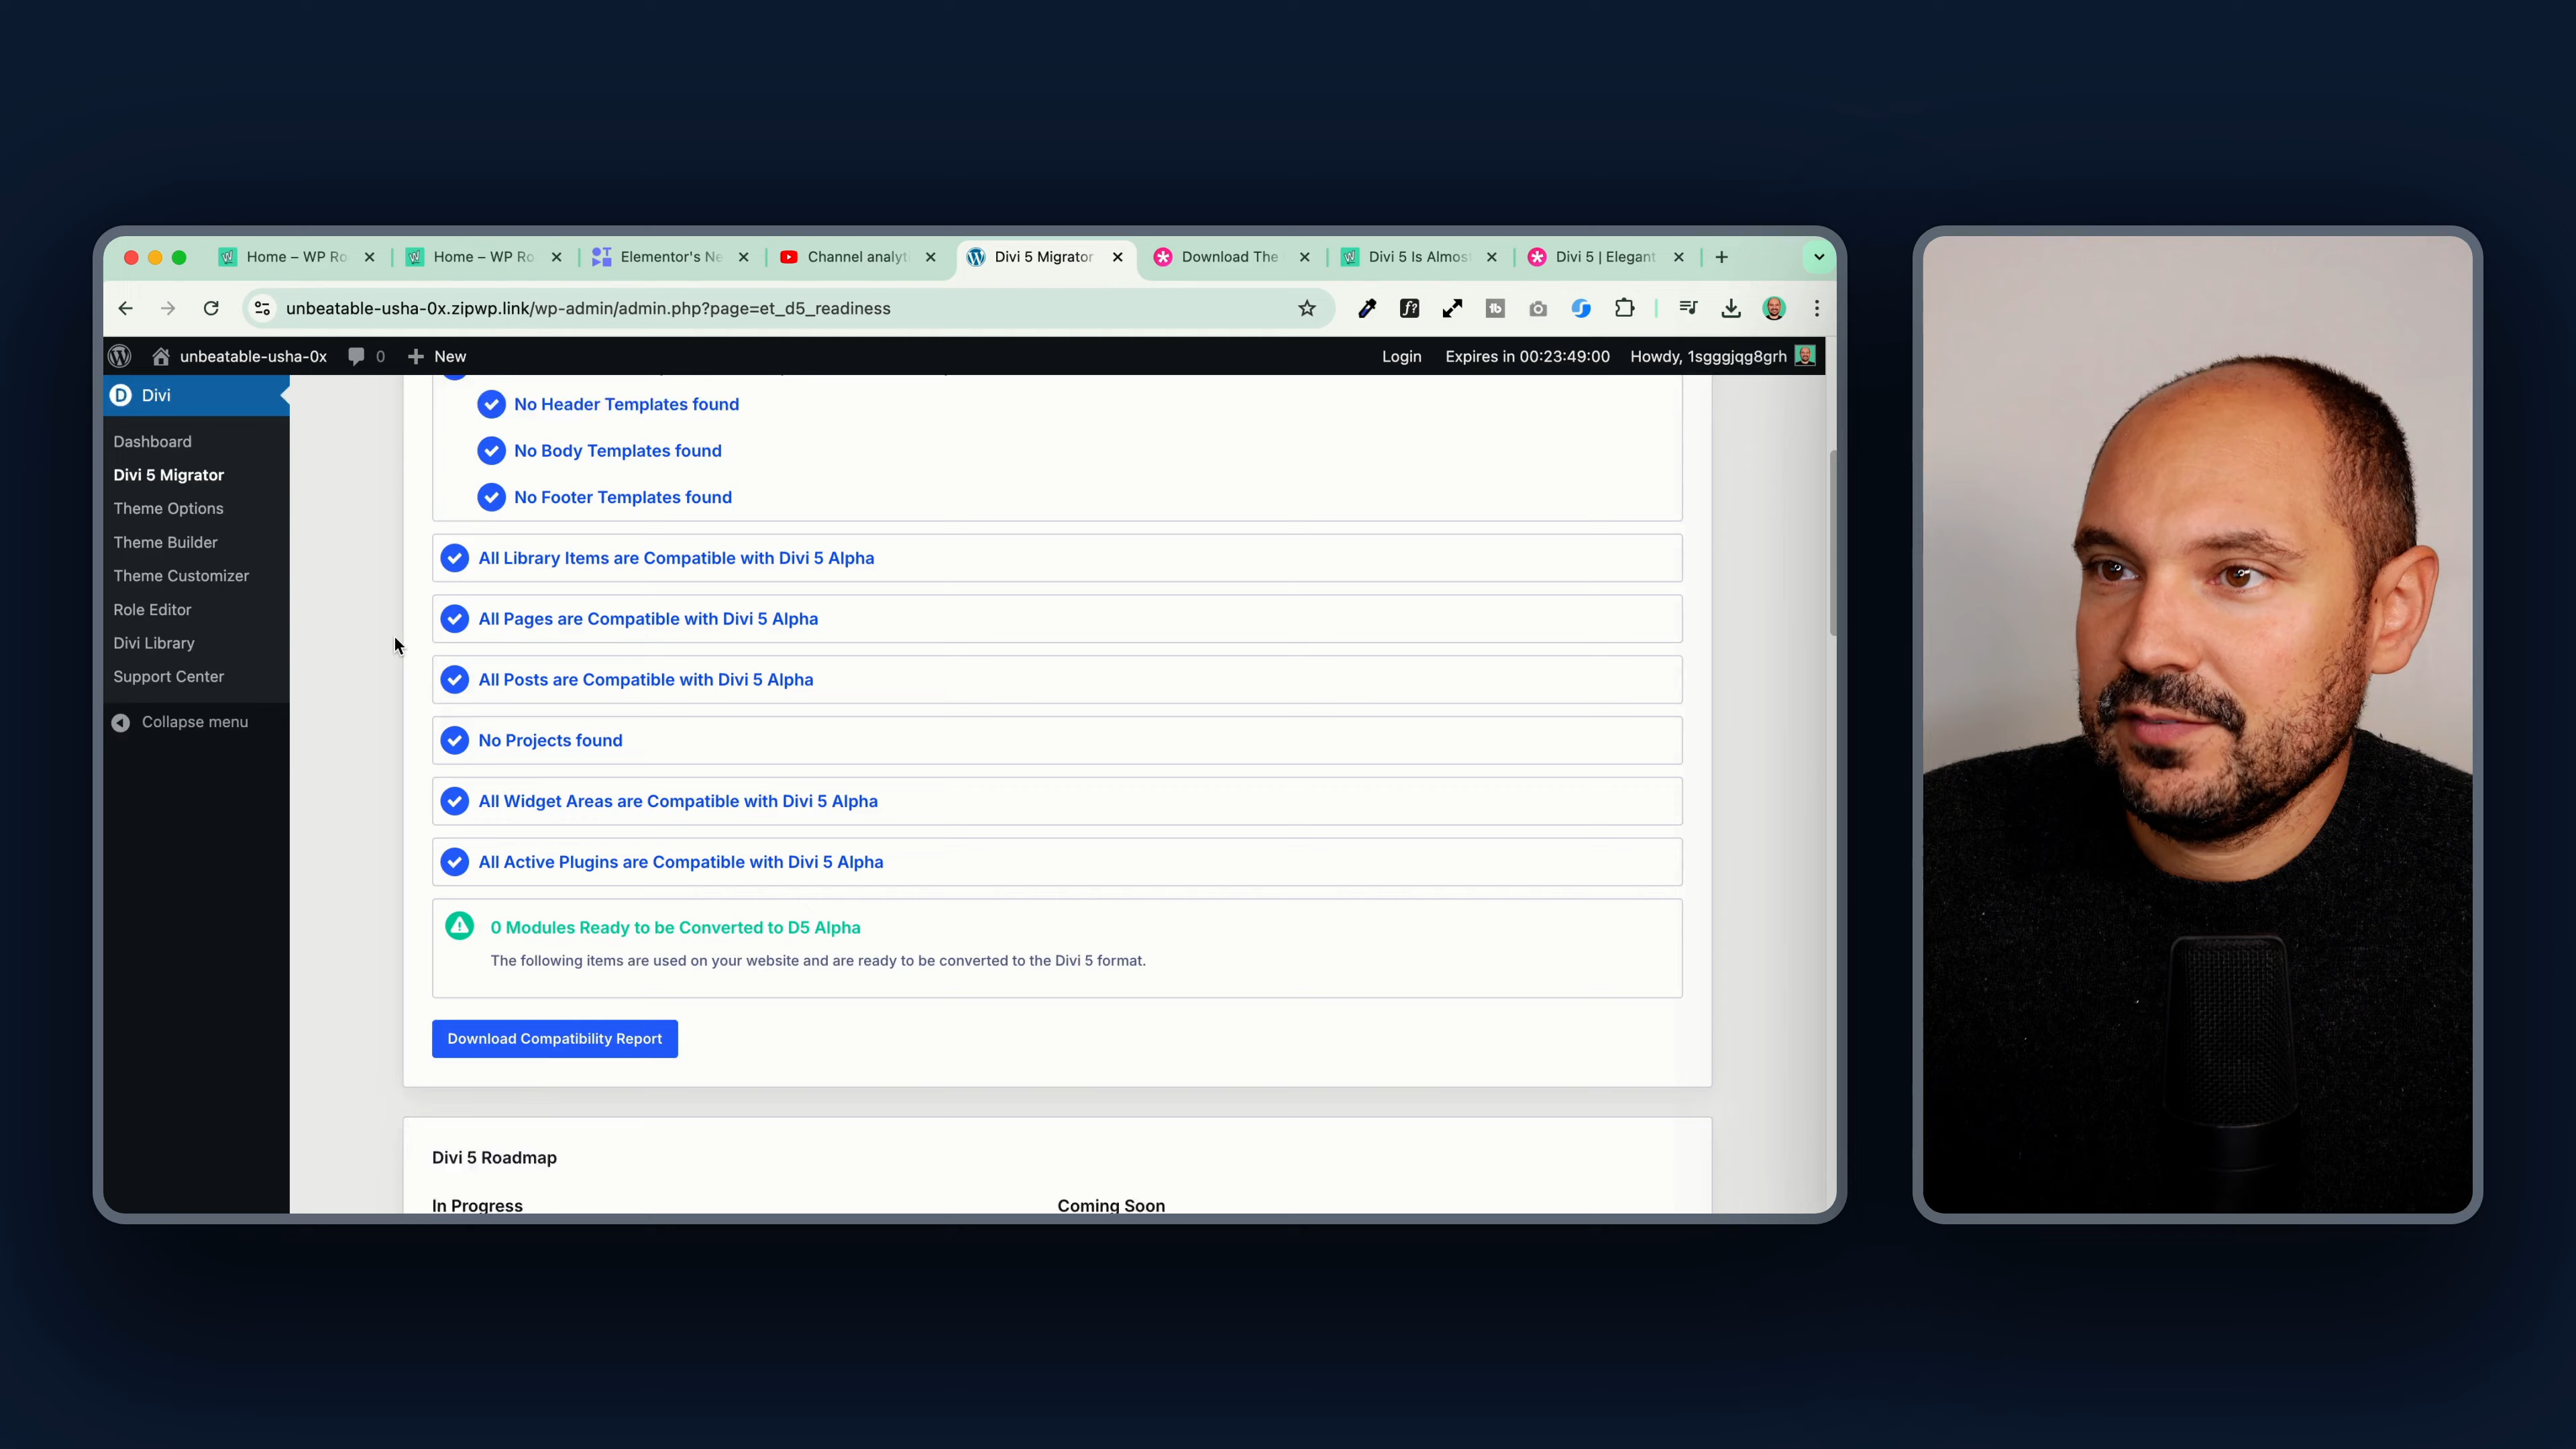 Home – WP Ro
Home – WP Ro
Elementor's Ne
Channel analyt
Divi 5 Migrator
Download The
Divi 5 Is Almos
Divi 5 | Elegant
unbeatable-usha-0x.zipwp.link/wp-admin/admin.php?page=et_d5_readiness
unbeatable-usha-0x
0
New
Login
Expires in 00:23:49:00
Howdy, 1sgggjqg8grh
Divi
Dashboard
Divi 5 Migrator
Theme Options
Theme Builder
Theme Customizer
Role Editor
Divi Library
Support Center
Collapse menu
No Header Templates found
No Body Templates found
No Footer Templates found
All Library Items are Compatible with Divi 5 Alpha
All Pages are Compatible with Divi 5 Alpha
All Posts are Compatible with Divi 5 Alpha
No Projects found
All Widget Areas are Compatible with Divi 5 Alpha
All Active Plugins are Compatible with Divi 5 Alpha
0 Modules Ready to be Converted to D5 Alpha
The following items are used on your website and are ready to be converted to the Divi 5 format.
Download Compatibility Report
Divi 5 Roadmap
In Progress
Coming Soon